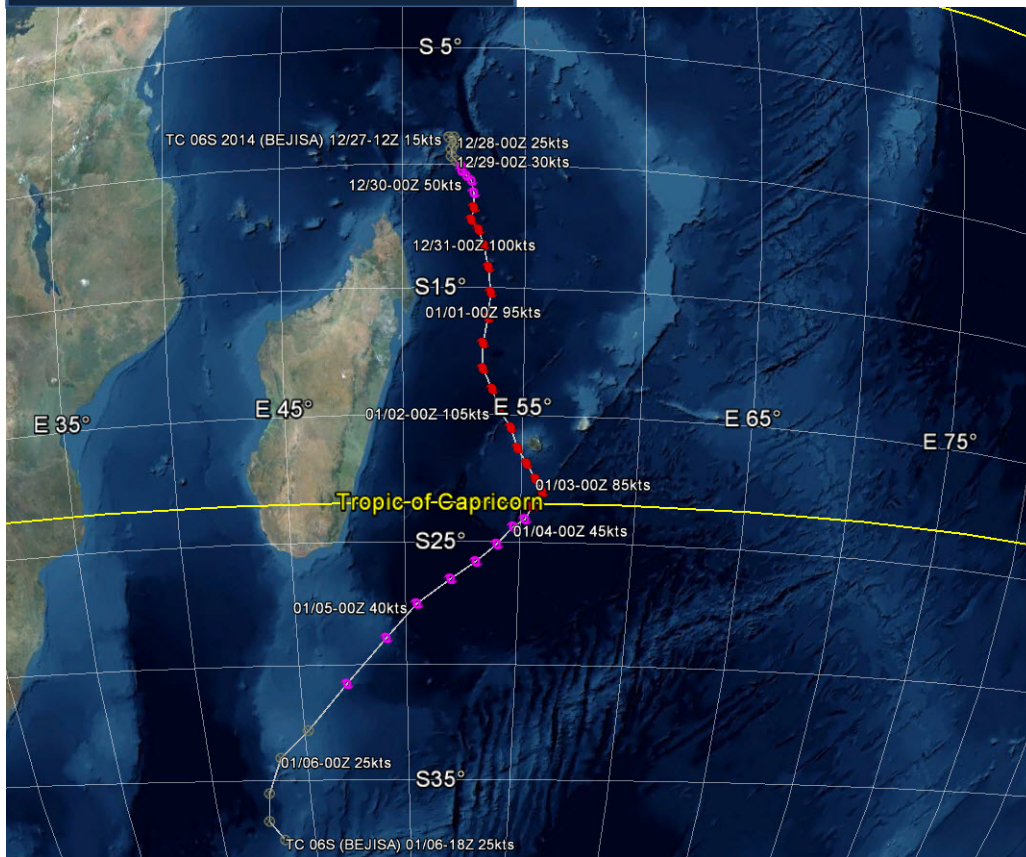 S 5°
TC 06S 2014 (BEJISA) 12/27-12Z 15kts
12/28-00Z 25kts
12/29-00Z 30kts
12/30-00Z 50kts
12/31-00Z 100kts
S15°
01/01-00Z 95kts
E 35°
E 45°
01/02-00Z 105kts
E 55°
E 65°
E 75°
01/03-00Z 85kts
Tropic of Capricorn
01/04-00Z 45kts
S25°
01/05-00Z 40kts
01/06-00Z 25kts
S35°
TC 06S (BEJISA) 01/06-18Z 25kts